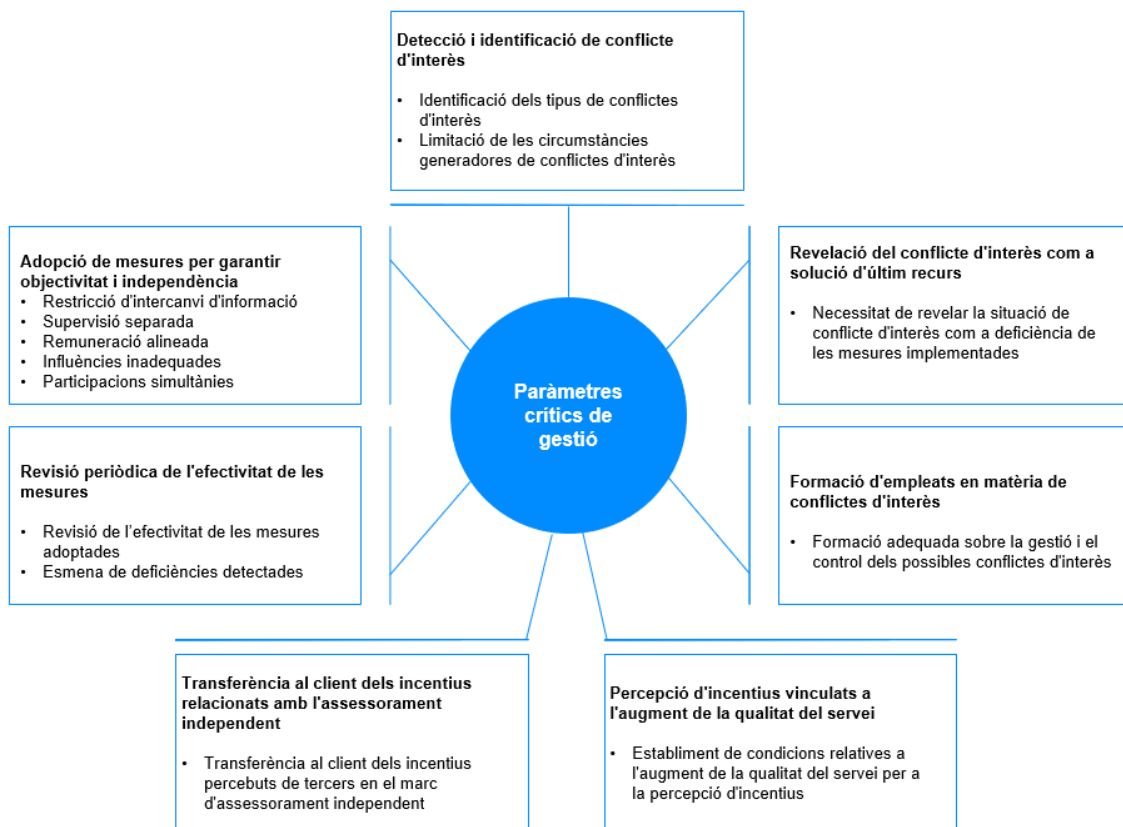 Detecció i identificació de conflicte
d'interès
• Identificació dels tipus de conflictes
d'interès
• Limitació de les circumstàncies
generadores de conflictes d'interès
Adopció de mesures per garantir
objectivitat i independència
• Restricció d'intercanvi d'informació
• Supervisió separada
• Remuneració alineada
• Influències inadequades
• Participacions simultànies
Revelació del conflicte d'interès com a
solució d'últim recurs
• Necessitat de revelar la situació de
conflicte d'interès com a deficiència de
les mesures implementades
Paràmetres
crítics de
gestió
Revisió periòdica de l'efectivitat de les
mesures
• Revisió de l'efectivitat de les mesures
adoptades
• Esmena de deficiències detectades
Formació d'empleats en matèria de
conflictes d'interès
• Formació adequada sobre la gestió i el
control dels possibles conflictes d'interès
Transferència al client dels incentius
relacionats amb l'assessorament
independent
• Transferència al client dels incentius
percebuts de tercers en el marc
d'assessorament independent
Percepció d'incentius vinculats a
l'augment de la qualitat del servei
• Establiment de condicions relatives a
l'augment de la qualitat del servei per a
la percepció d'incentius